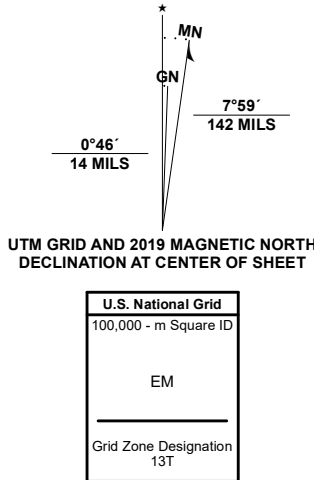 ★
MN
GN
7°59´
142 MILS
0°46´
14 MILS
UTM GRID AND 2019 MAGNETIC NORTH
DECLINATION AT CENTER OF SHEET
U.S. National Grid
100,000 - m Square ID
EM
Grid Zone Designation
13T